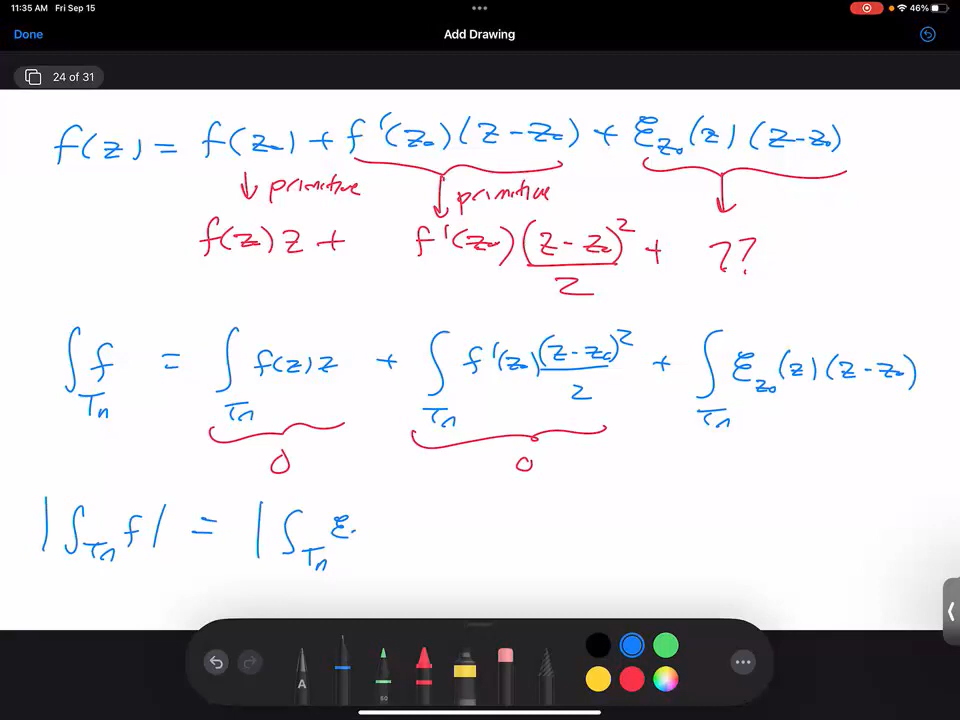 11:35 AM Fri Sep 15 46%
Done Add Drawing
24 of 31
f(z) = f(z₀) + f'(z₀)(z-z₀) + ε_{z₀}(z)(z-z₀)
↓ primitive ↓ primitive ↓
f(z₀)z + f'(z₀)(z-z₀)²/2 + ??
∫_{Tn} f = ∫_{Tn} f(z)z + ∫_{Tn} f'(z₀)(z-z₀)²/2 + ∫_{Tn} ε_{z₀}(z)(z-z₀)
0 0
|∫_{Tn} f| = |∫_{Tn} ε
A 80